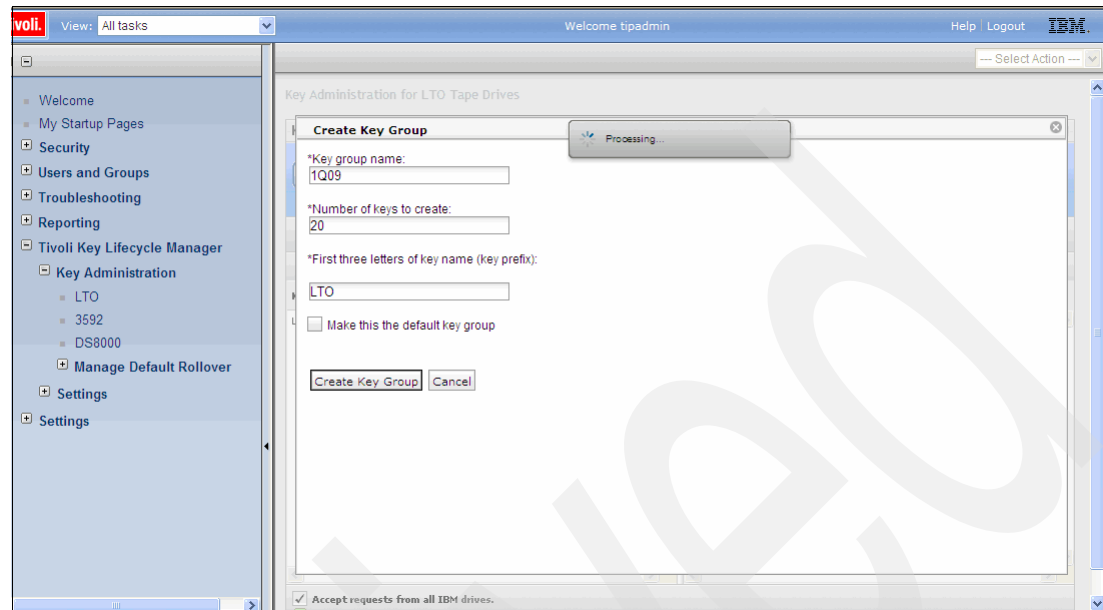 ivoli. View: All tasks Welcome tipadmin Help Logout IBM.
--- Select Action ---
Welcome
My Startup Pages
Security
Users and Groups
Troubleshooting
Reporting
Tivoli Key Lifecycle Manager
Key Administration
LTO
3592
DS8000
Manage Default Rollover
Settings
Settings
Key Administration for LTO Tape Drives
Create Key Group
Processing...
*Key group name:
1Q09
*Number of keys to create:
20
*First three letters of key name (key prefix):
LTO
Make this the default key group
Create Key Group Cancel
Accept requests from all IBM drives.